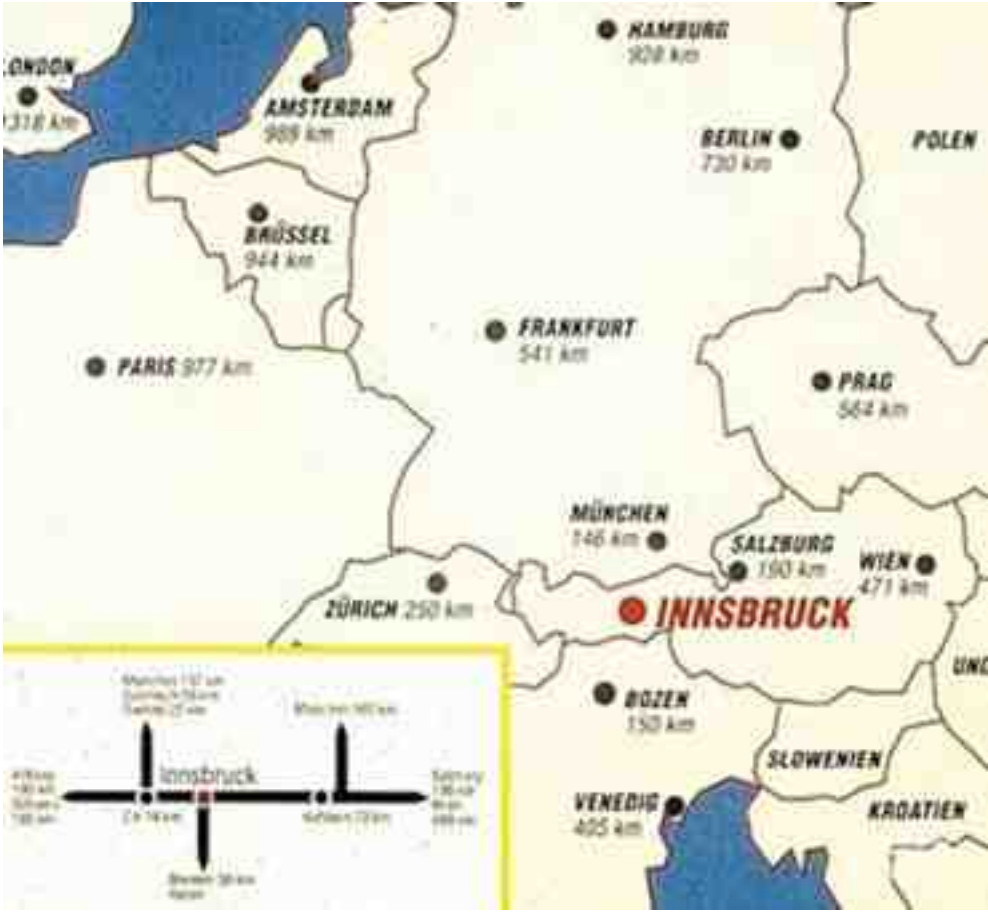 HAMBURG
928 km
LONDON
1318 km
AMSTERDAM
989 km
BERLIN
730 km
POLEN
BRÜSSEL
944 km
FRANKFURT
541 km
PARIS 977 km
PRAG
564 km
MÜNCHEN
146 km
SALZBURG
190 km
WIEN
471 km
ZÜRICH 250 km
INNSBRUCK
UNG
BOZEN
150 km
SLOWENIEN
VENEDIG
405 km
KROATIEN
Innsbruck